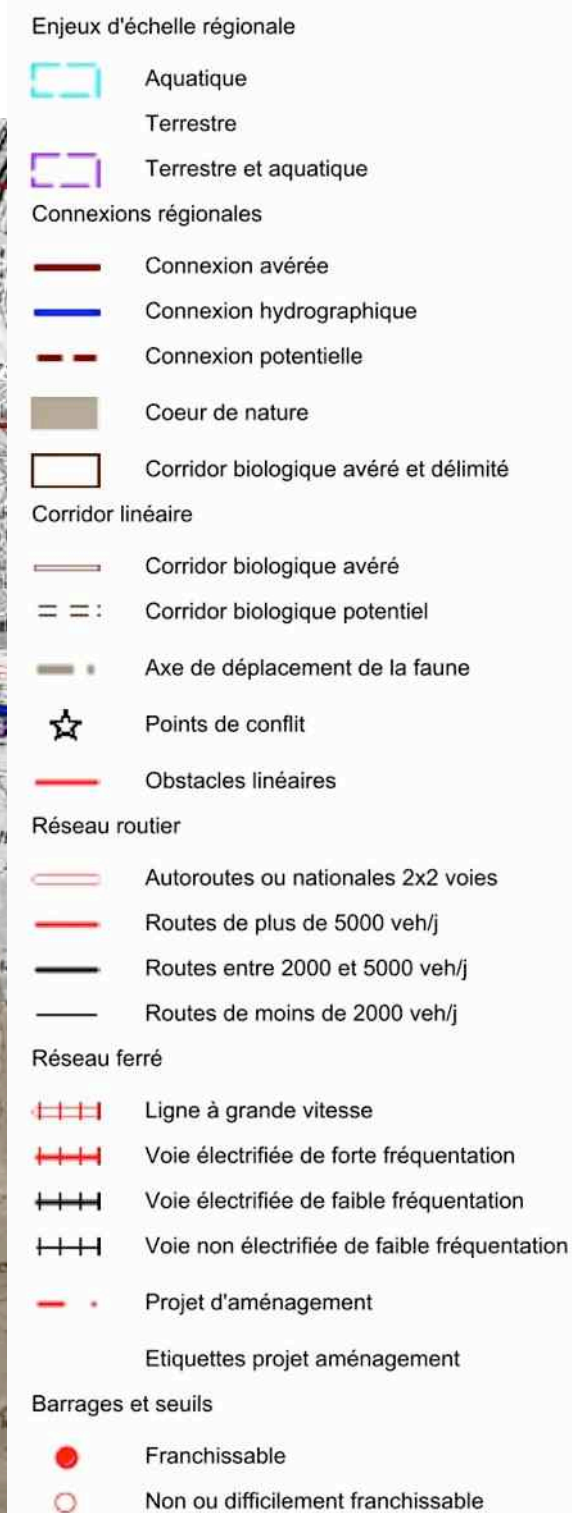 Enjeux d'échelle régionale
Aquatique
Terrestre
Terrestre et aquatique
Connexions régionales
Connexion avérée
Connexion hydrographique
Connexion potentielle
Coeur de nature
Corridor biologique avéré et délimité
Corridor linéaire
Corridor biologique avéré
Corridor biologique potentiel
Axe de déplacement de la faune
Points de conflit
Obstacles linéaires
Réseau routier
Autoroutes ou nationales 2x2 voies
Routes de plus de 5000 veh/j
Routes entre 2000 et 5000 veh/j
Routes de moins de 2000 veh/j
Réseau ferré
Ligne à grande vitesse
Voie électrifiée de forte fréquentation
Voie électrifiée de faible fréquentation
Voie non électrifiée de faible fréquentation
Projet d'aménagement
Etiquettes projet aménagement
Barrages et seuils
Franchissable
Non ou difficilement franchissable